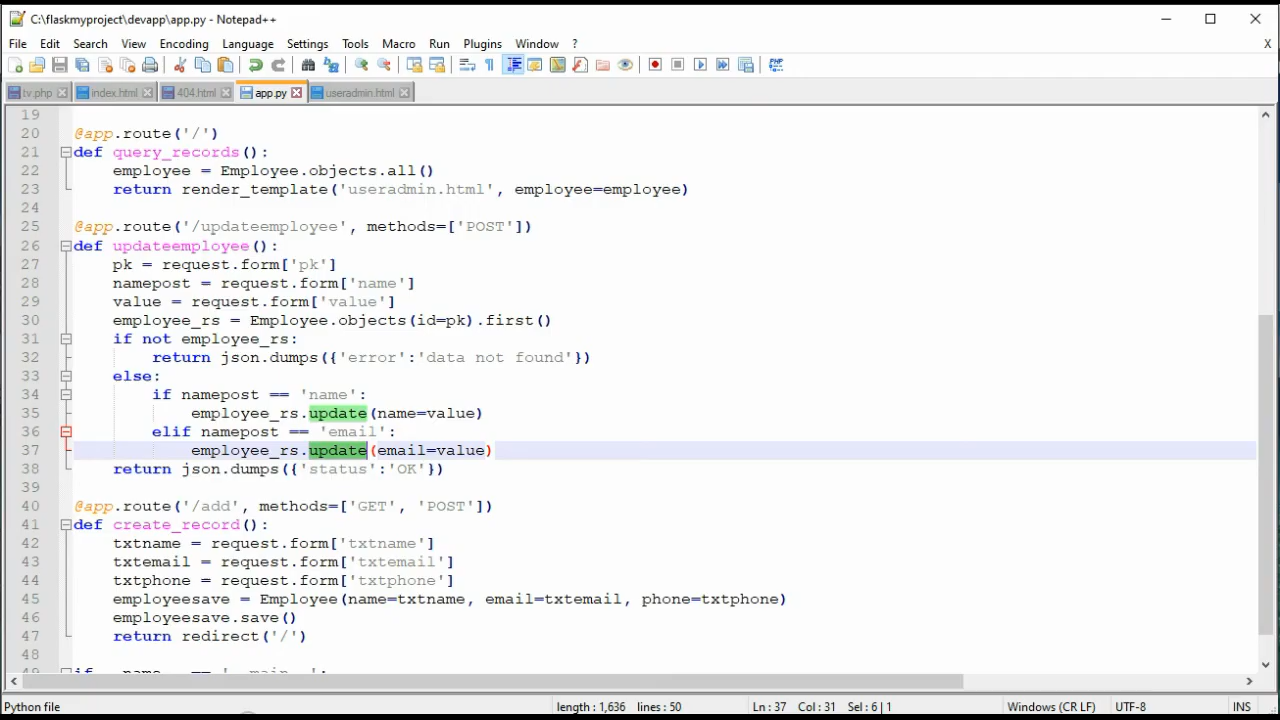 C:\flaskmyproject\devapp\app.py - Notepad++
File Edit Search View Encoding Language Settings Tools Macro Run Plugins Window ? X
tv.php index.html 404.html app.py useradmin.html
19
20 @app.route('/')
21 def query_records():
22 employee = Employee.objects.all()
23 return render_template('useradmin.html', employee=employee)
24
25 @app.route('/updateemployee', methods=['POST'])
26 def updateemployee():
27 pk = request.form['pk']
28 namepost = request.form['name']
29 value = request.form['value']
30 employee_rs = Employee.objects(id=pk).first()
31 if not employee_rs:
32 return json.dumps({'error':'data not found'})
33 else:
34 if namepost == 'name':
35 employee_rs.update(name=value)
36 elif namepost == 'email':
37 employee_rs.update(email=value)
38 return json.dumps({'status':'OK'})
39
40 @app.route('/add', methods=['GET', 'POST'])
41 def create_record():
42 txtname = request.form['txtname']
43 txtemail = request.form['txtemail']
44 txtphone = request.form['txtphone']
45 employeesave = Employee(name=txtname, email=txtemail, phone=txtphone)
46 employeesave.save()
47 return redirect('/')
48
49 if __name__ == '__main__':
Python file length : 1,636 lines : 50 Ln : 37 Col : 31 Sel : 6 | 1 Windows (CR LF) UTF-8 INS